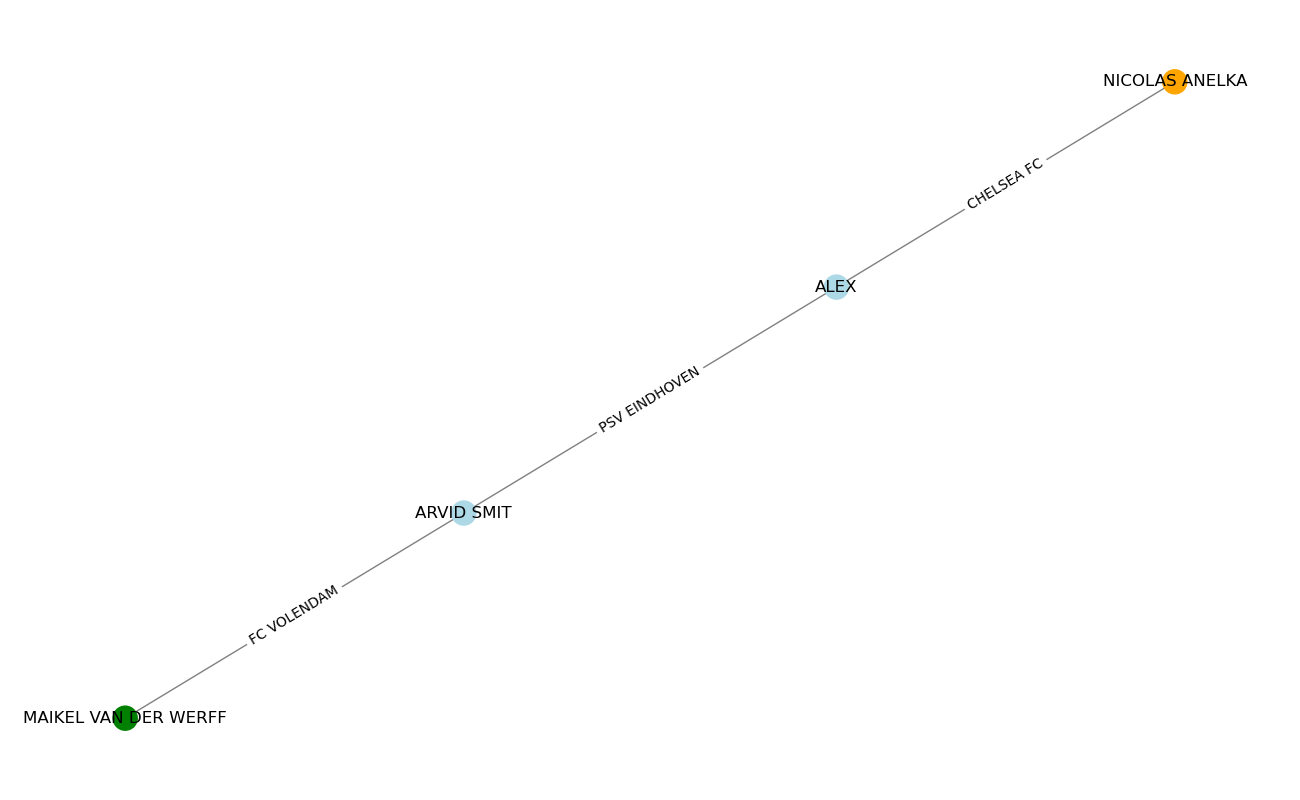 NICOLAS ANELKA
CHELSEA FC
ALEX
PSV EINDHOVEN
ARVID SMIT
FC VOLENDAM
MAIKEL VAN DER WERFF